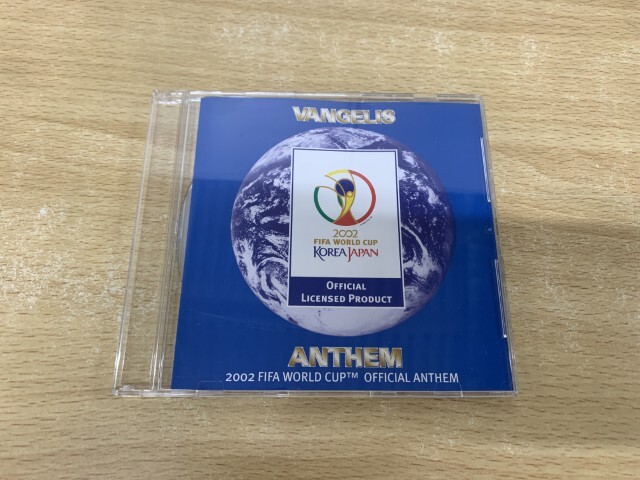 VANGELIS
2002
FIFA WORLD CUP
KOREA JAPAN
OFFICIAL
LICENSED PRODUCT
ANTHEM
2002 FIFA WORLD CUP™ OFFICIAL ANTHEM